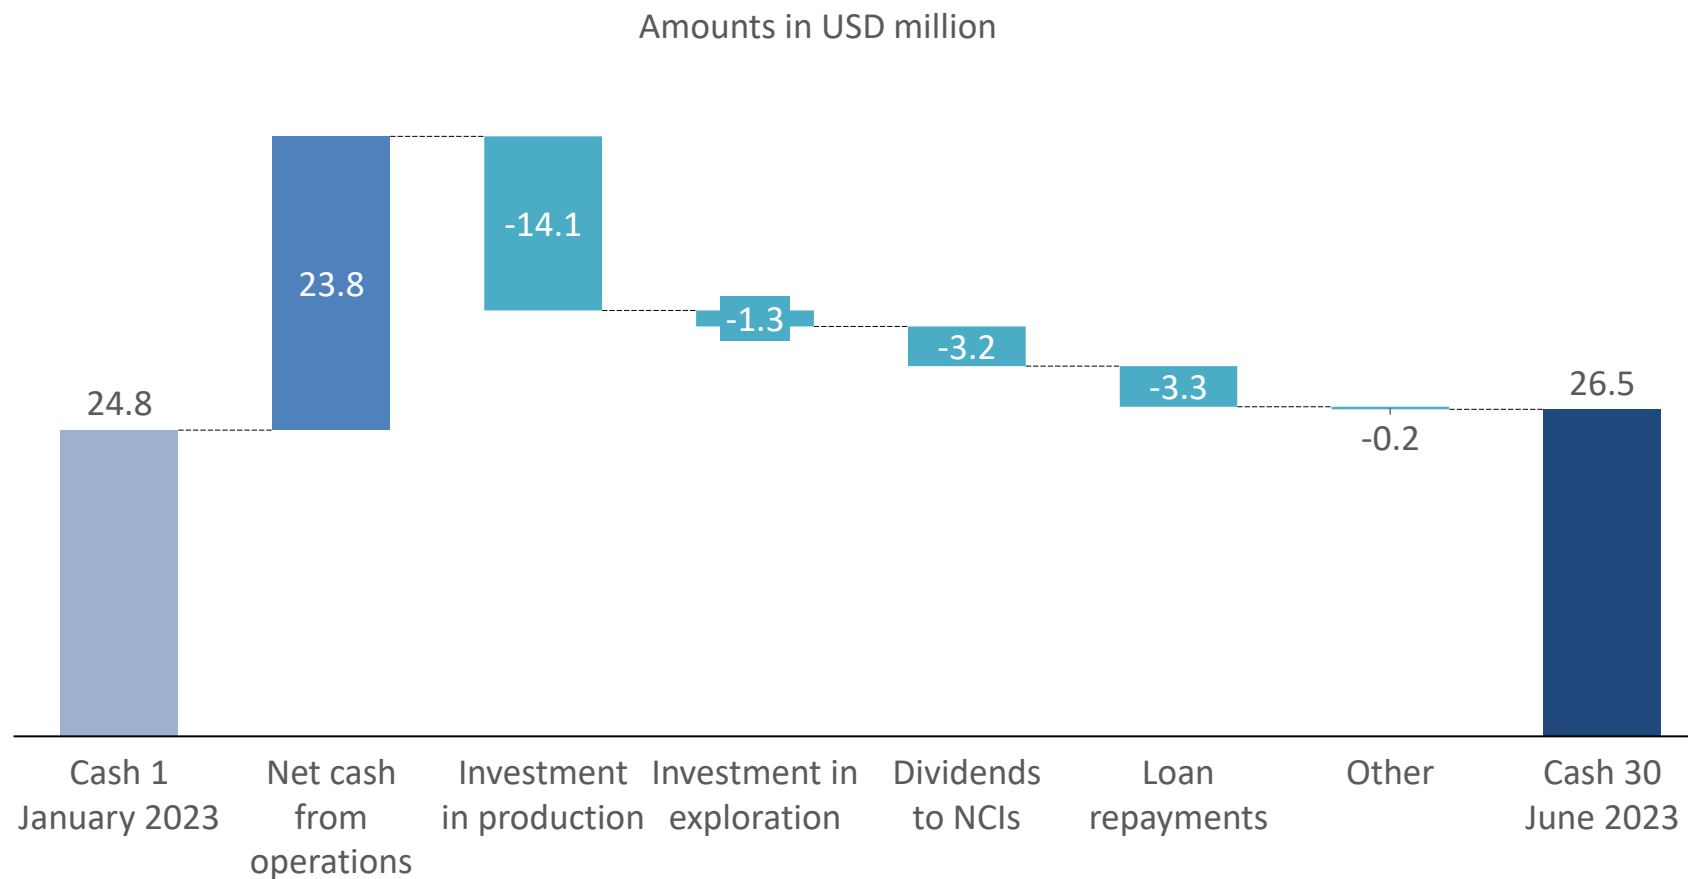 Amounts in USD million
24.8
23.8
-14.1
-1.3
-3.2
-3.3
-0.2
26.5
Cash 1
January 2023
Net cash
from
operations
Investment
in production
Investment in
exploration
Dividends
to NCIs
Loan
repayments
Other
Cash 30
June 2023